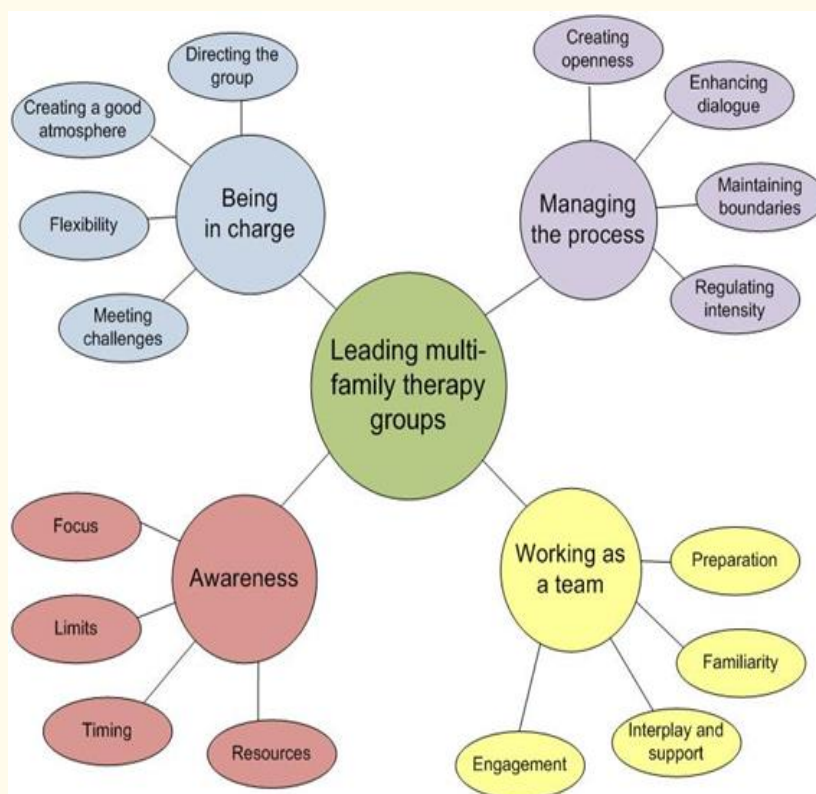 Directing the
group
Creating a good
atmosphere
Flexibility
Meeting
challenges
Being
in charge
Creating
openness
Enhancing
dialogue
Maintaining
boundaries
Regulating
intensity
Managing
the process
Leading multi-
family therapy
groups
Focus
Limits
Timing
Resources
Awareness
Working as
a team
Preparation
Familiarity
Interplay and
support
Engagement